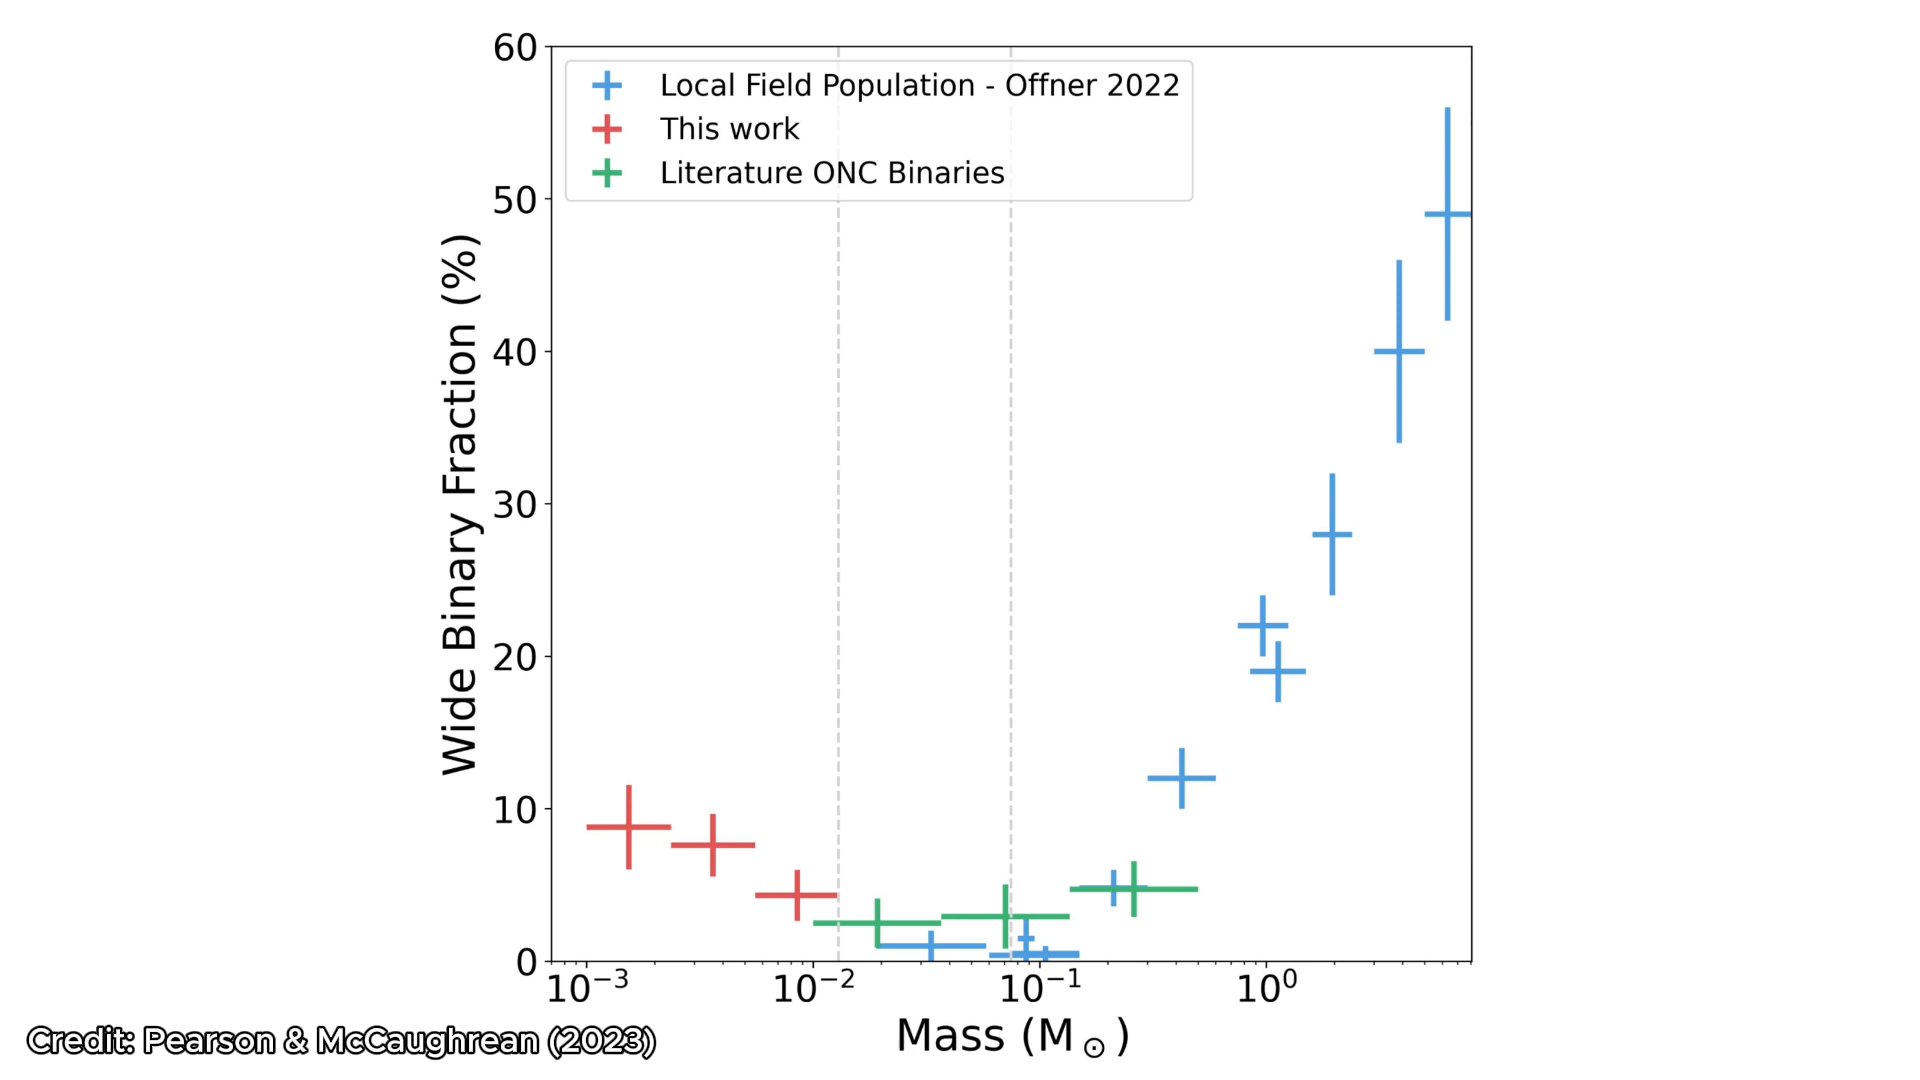 60
Local Field Population - Offner 2022
This work
Literature ONC Binaries
50
40
30
20
10
0
Wide Binary Fraction (%)
10⁻³ 10⁻² 10⁻¹ 10⁰
Mass (M⊙)
Credit: Pearson & McCaughrean (2023)